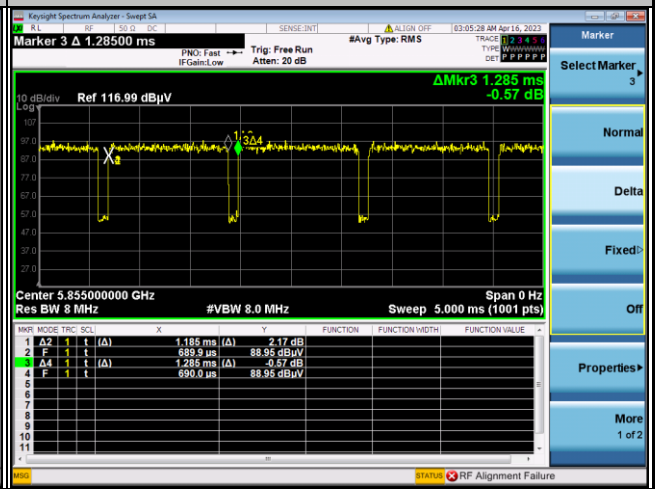 Keysight Spectrum Analyzer - Swept SA
RL RF 50 Ω DC SENSE:INT ALIGN OFF 03:05:28 AM Apr 16, 2023
Marker 3 Δ 1.28500 ms #Avg Type: RMS TRACE 1 2 3 4 5 6
PNO: Fast Trig: Free Run TYPE WWWWWW
IFGain:Low Atten: 20 dB DET P P P P P P
ΔMkr3 1.285 ms
-0.57 dB
10 dB/div Ref 116.99 dBµV
Log
107
97.0
87.0
77.0
67.0
57.0
47.0
37.0
27.0
3Δ4
Center 5.855000000 GHz Span 0 Hz
Res BW 8 MHz #VBW 8.0 MHz Sweep 5.000 ms (1001 pts)
MKR MODE TRC SCL X Y FUNCTION FUNCTION WIDTH FUNCTION VALUE
1 Δ2 1 t (Δ) 1.185 ms (Δ) 2.17 dB
2 F 1 t 689.9 µs 88.95 dBµV
3 Δ4 1 t (Δ) 1.285 ms (Δ) -0.57 dB
4 F 1 t 690.0 µs 88.95 dBµV
5
6
7
8
9
10
11
MSG STATUS RF Alignment Failure
Marker
Select Marker
3
Normal
Delta
Fixed
Off
Properties
More
1 of 2